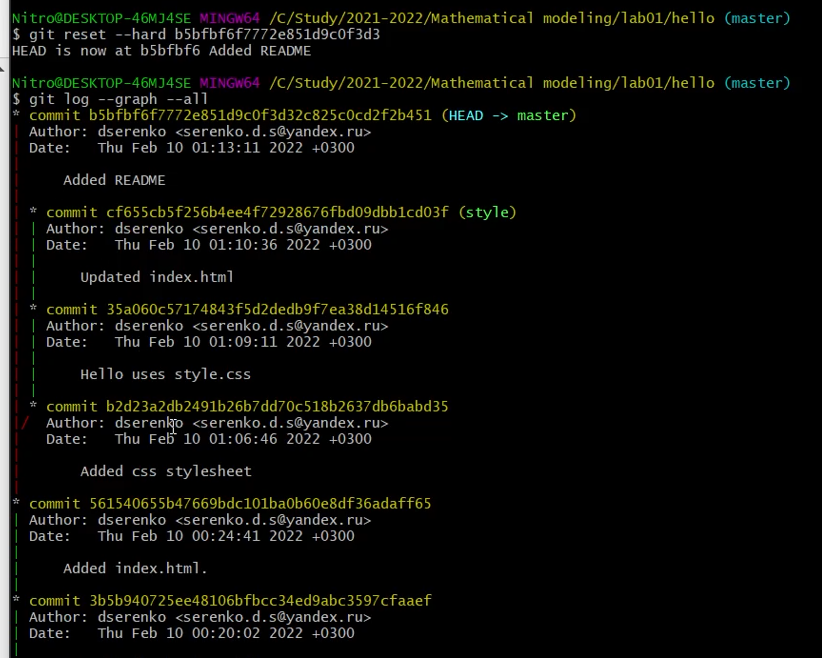 Nitro@DESKTOP-46MJ4SE MINGW64 /C/Study/2021-2022/Mathematical modeling/lab01/hello (master)
$ git reset --hard b5bfbf6f7772e851d9c0f3d3
HEAD is now at b5bfbf6 Added README
Nitro@DESKTOP-46MJ4SE MINGW64 /C/Study/2021-2022/Mathematical modeling/lab01/hello (master)
$ git log --graph --all
* commit b5bfbf6f7772e851d9c0f3d32c825c0cd2f2b451 (HEAD -> master)
| Author: dserenko <serenko.d.s@yandex.ru>
| Date:   Thu Feb 10 01:13:11 2022 +0300
|
|     Added README
|
| * commit cf655cb5f256b4ee4f72928676fbd09dbb1cd03f (style)
| | Author: dserenko <serenko.d.s@yandex.ru>
| | Date:   Thu Feb 10 01:10:36 2022 +0300
| |
| |     Updated index.html
| |
| * commit 35a060c57174843f5d2dedb9f7ea38d14516f846
| | Author: dserenko <serenko.d.s@yandex.ru>
| | Date:   Thu Feb 10 01:09:11 2022 +0300
| |
| |     Hello uses style.css
| |
| * commit b2d23a2db2491b26b7dd70c518b2637db6babd35
|/  Author: dserenko <serenko.d.s@yandex.ru>
|   Date:   Thu Feb 10 01:06:46 2022 +0300
|
|       Added css stylesheet
|
* commit 561540655b47669bdc101ba0b60e8df36adaff65
| Author: dserenko <serenko.d.s@yandex.ru>
| Date:   Thu Feb 10 00:24:41 2022 +0300
|
|     Added index.html.
|
* commit 3b5b940725ee48106bfbcc34ed9abc3597cfaaef
| Author: dserenko <serenko.d.s@yandex.ru>
| Date:   Thu Feb 10 00:20:02 2022 +0300
|